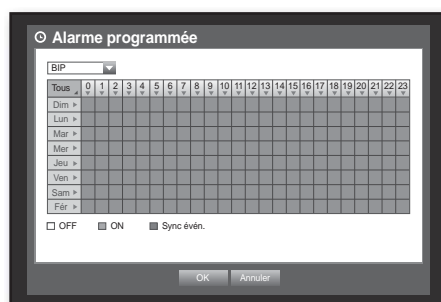 Alarme programmée
BIP
Tous 0 1 2 3 4 5 6 7 8 9 10 11 12 13 14 15 16 17 18 19 20 21 22 23
Dim
Lun
Mar
Mer
Jeu
Ven
Sam
Fér
OFF ON Sync évén.
OK Annuler